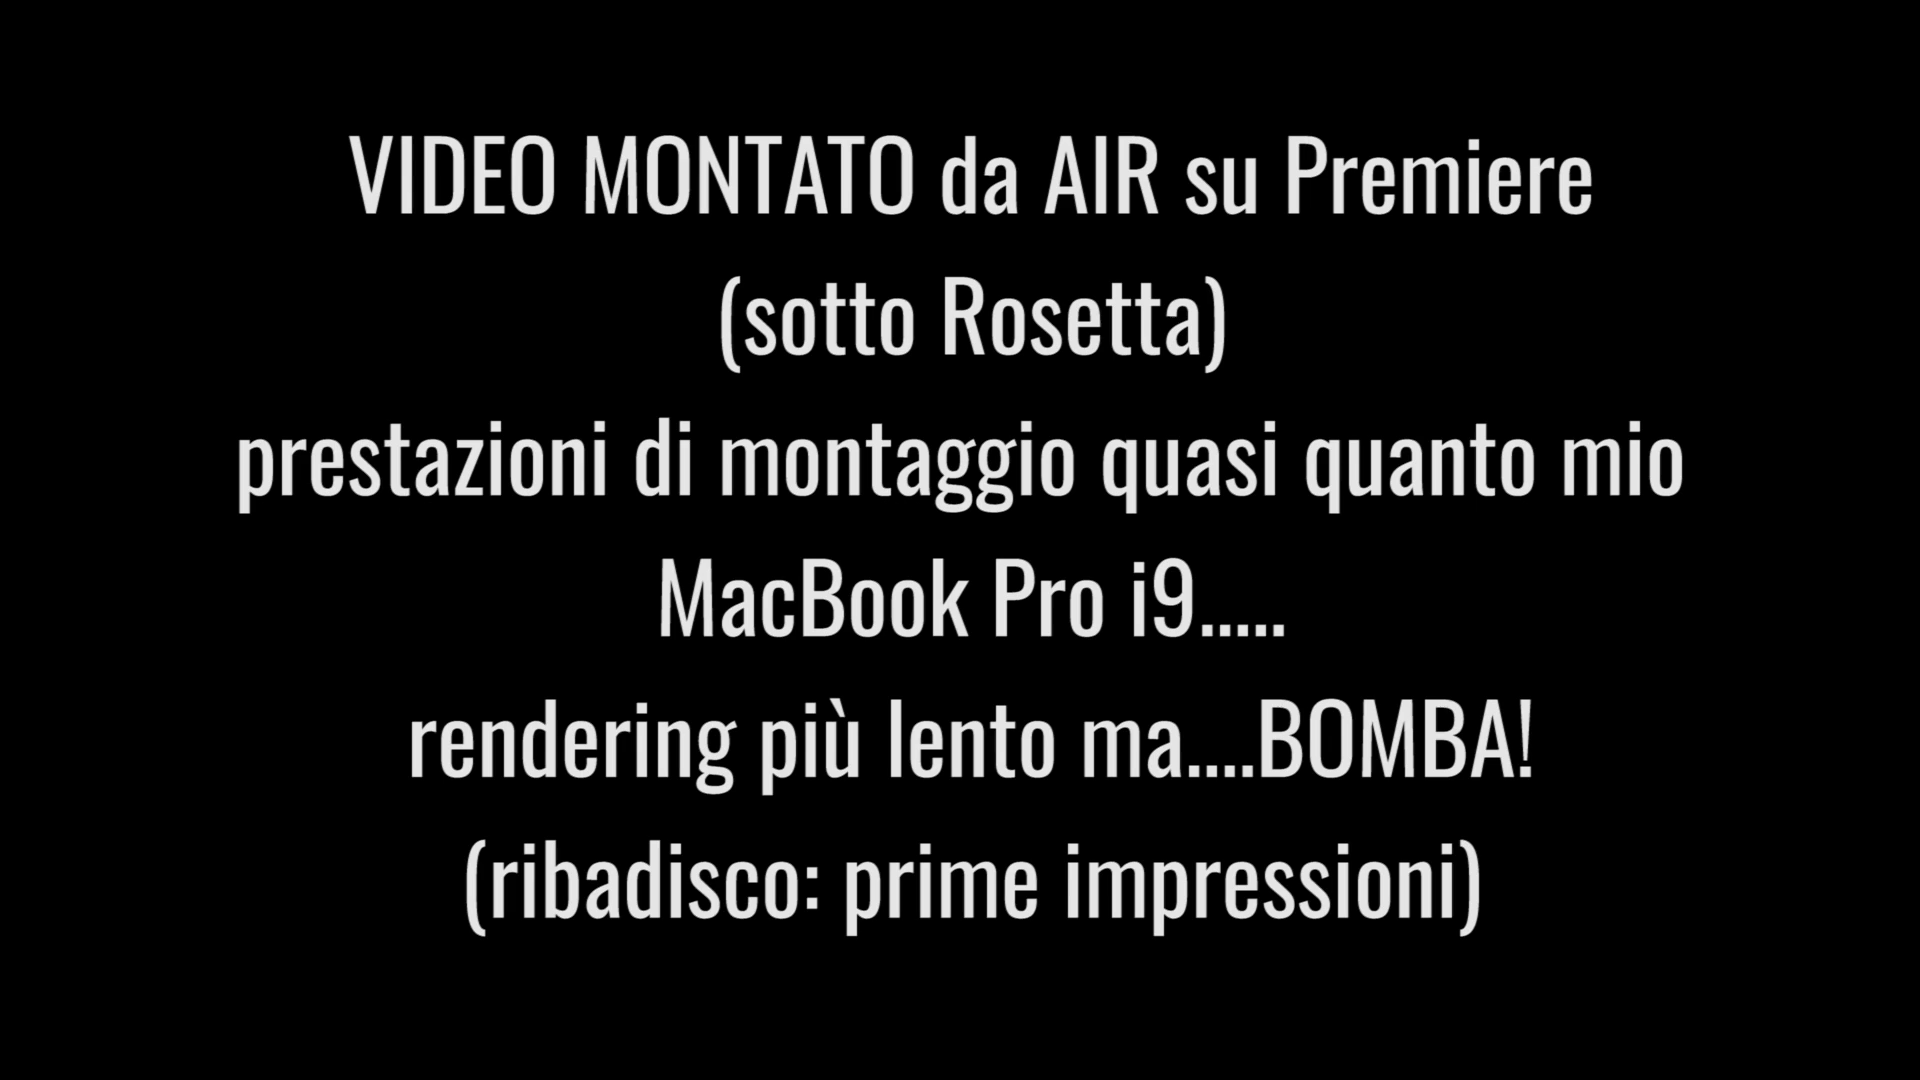 VIDEO MONTATO da AIR su Premiere
(sotto Rosetta)
prestazioni di montaggio quasi quanto mio
MacBook Pro i9.....
rendering più lento ma....BOMBA!
(ribadisco: prime impressioni)